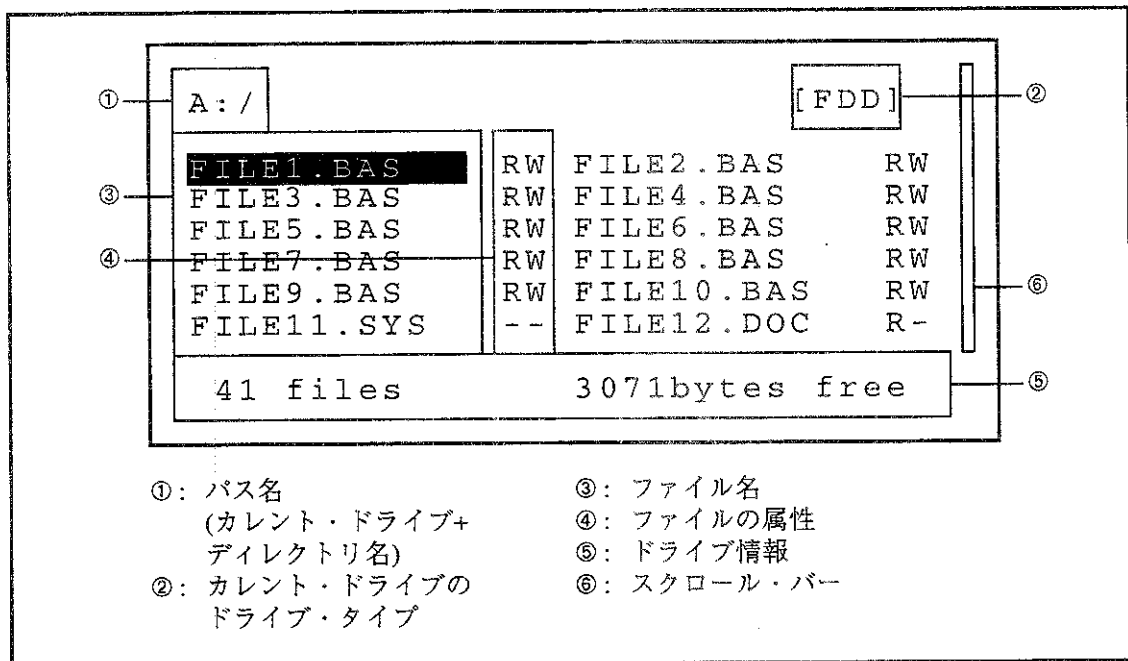 ① A:/ [FDD] ②
FILE1.BAS RW FILE2.BAS RW
③ FILE3.BAS RW FILE4.BAS RW
FILE5.BAS RW FILE6.BAS RW
④ FILE7.BAS RW FILE8.BAS RW
FILE9.BAS RW FILE10.BAS RW ⑥
FILE11.SYS -- FILE12.DOC R-
41 files 3071bytes free ⑤
①: パス名
(カレント・ドライブ+
ディレクトリ名)
②: カレント・ドライブの
ドライブ・タイプ
③: ファイル名
④: ファイルの属性
⑤: ドライブ情報
⑥: スクロール・バー